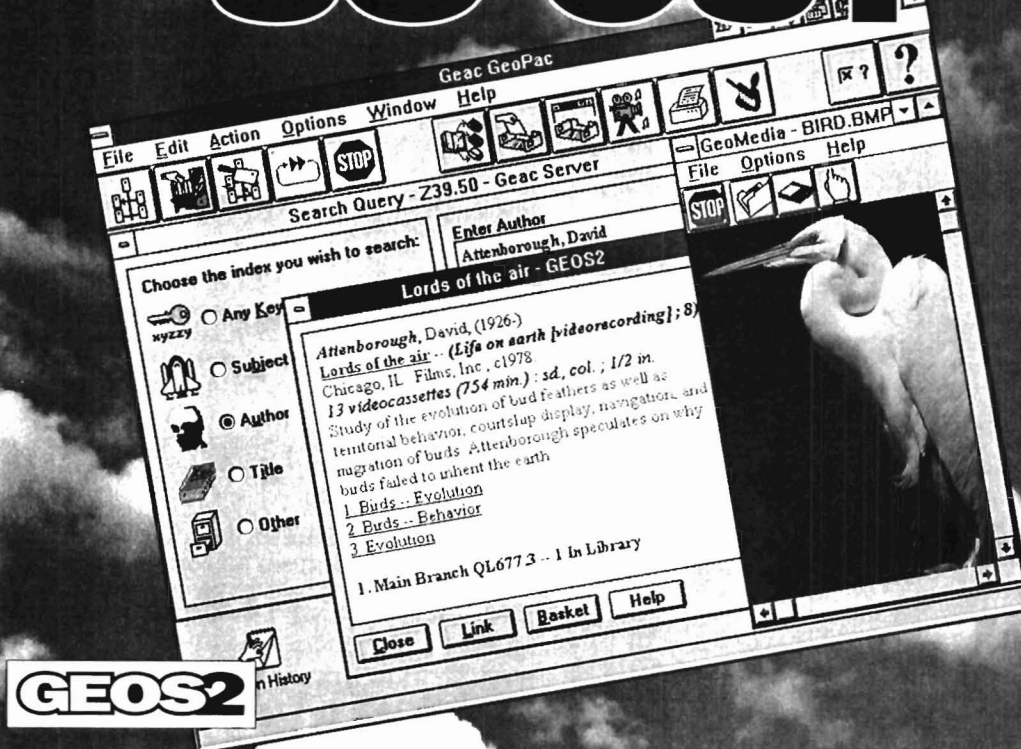 Geac GeoPac
File Edit Action Options Window Help
STOP
?
?
Search Query - Z39.50 - Geac Server
Choose the index you wish to search:
xyzzy
Any Key
Subject
Author
Title
Other
n History
Enter Author
Attenborough, David
Lords of the air - GEOS2
Attenborough, David, (1926-)
Lords of the air -- (Life on earth [videorecording] ; 8)
Chicago, IL Films, Inc , c1978
13 videocassettes (754 min.) : sd, col. ; 1/2 in.
Study of the evolution of bird feathers as well as
territorial behavior, courtship display, navigation, and
migration of birds Attenborough speculates on why
birds failed to inherit the earth
1 Birds -- Evolution
2 Birds -- Behavior
3 Evolution
1. Main Branch QL677.3 -- 1 In Library
Close Link Basket Help
GeoMedia - BIRD.BMP
File Options Help
STOP
GEOS2